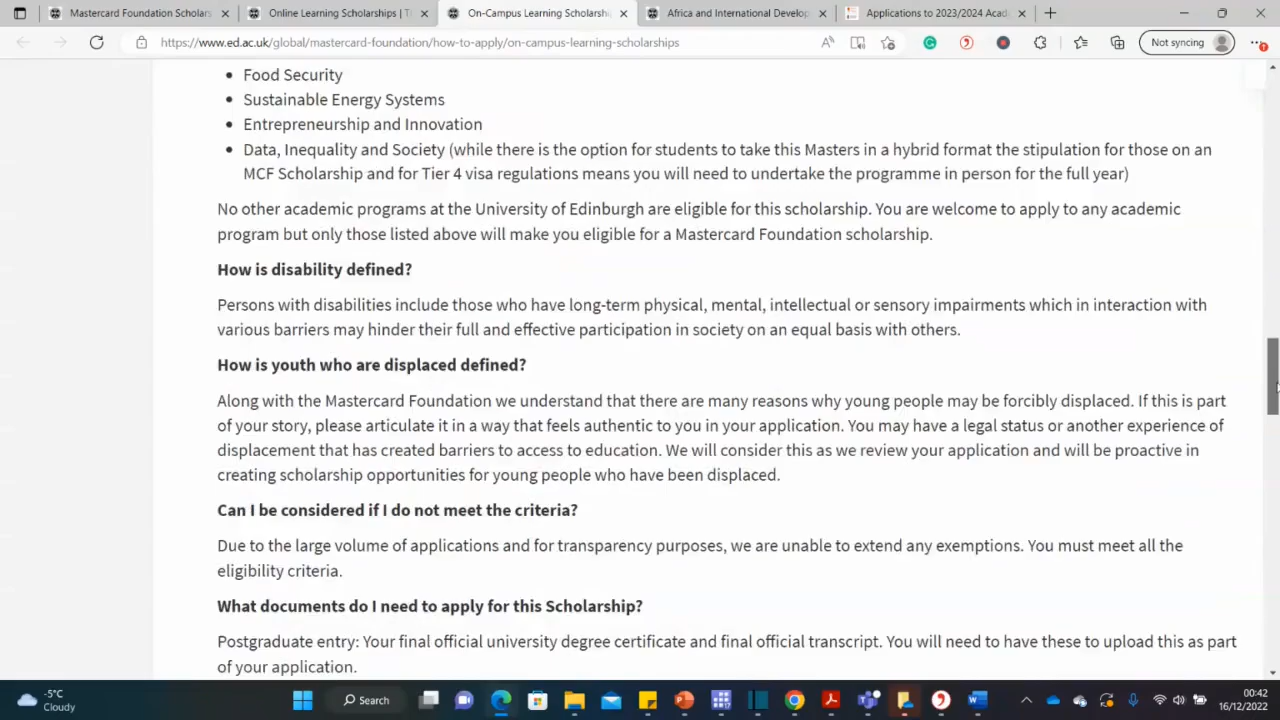 Mastercard Foundation Scholars
Online Learning Scholarships | T
On-Campus Learning Scholarship
Africa and International Develop
Applications to 2023/2024 Acad
https://www.ed.ac.uk/global/mastercard-foundation/how-to-apply/on-campus-learning-scholarships
Not syncing
• Food Security
• Sustainable Energy Systems
• Entrepreneurship and Innovation
• Data, Inequality and Society (while there is the option for students to take this Masters in a hybrid format the stipulation for those on an
MCF Scholarship and for Tier 4 visa regulations means you will need to undertake the programme in person for the full year)
No other academic programs at the University of Edinburgh are eligible for this scholarship. You are welcome to apply to any academic
program but only those listed above will make you eligible for a Mastercard Foundation scholarship.
How is disability defined?
Persons with disabilities include those who have long-term physical, mental, intellectual or sensory impairments which in interaction with
various barriers may hinder their full and effective participation in society on an equal basis with others.
How is youth who are displaced defined?
Along with the Mastercard Foundation we understand that there are many reasons why young people may be forcibly displaced. If this is part
of your story, please articulate it in a way that feels authentic to you in your application. You may have a legal status or another experience of
displacement that has created barriers to access to education. We will consider this as we review your application and will be proactive in
creating scholarship opportunities for young people who have been displaced.
Can I be considered if I do not meet the criteria?
Due to the large volume of applications and for transparency purposes, we are unable to extend any exemptions. You must meet all the
eligibility criteria.
What documents do I need to apply for this Scholarship?
Postgraduate entry: Your final official university degree certificate and final official transcript. You will need to have these to upload this as part
of your application.
-5°C
Cloudy
Search
00:42
16/12/2022